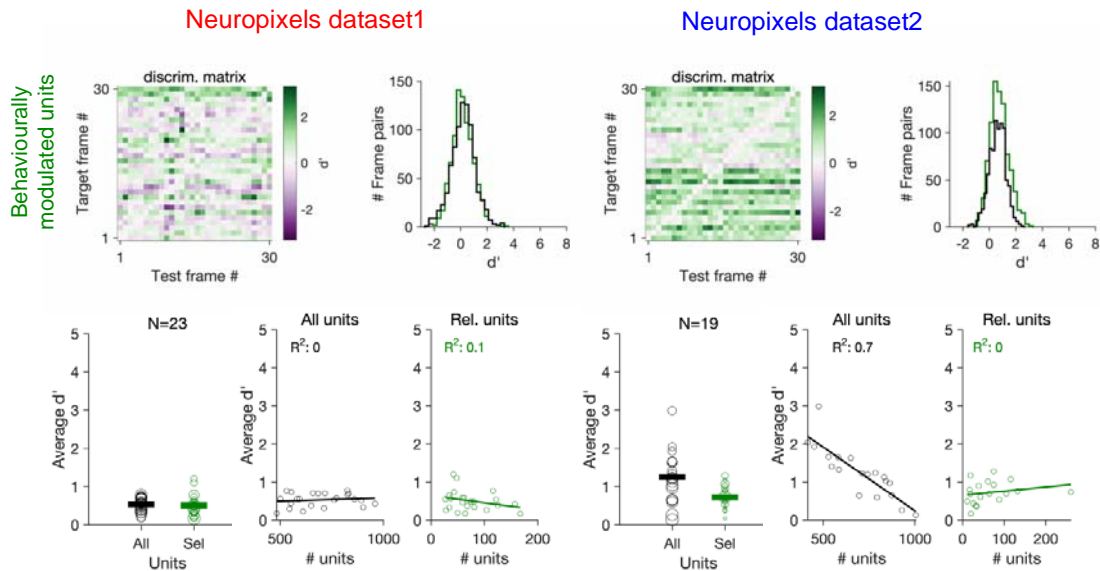 Neuropixels dataset1
Neuropixels dataset2
Behaviourally
modulated units
discrim. matrix
Target frame #
30
1
1
30
Test frame #
2
0
-2
d'
# Frame pairs
150
100
50
0
-2 0 2 4 6 8
d'
discrim. matrix
Target frame #
30
1
1
30
Test frame #
2
0
-2
d'
# Frame pairs
150
100
50
0
-2 0 2 4 6 8
d'
N=23
Average d'
5
4
3
2
1
0
All Sel
Units
All units
R²: 0
Average d'
5
4
3
2
1
0
500 1000
# units
Rel. units
R²: 0.1
Average d'
5
4
3
2
1
0
0 100 200
# units
N=19
Average d'
5
4
3
2
1
0
All Sel
Units
All units
R²: 0.7
Average d'
5
4
3
2
1
0
500 1000
# units
Rel. units
R²: 0
Average d'
5
4
3
2
1
0
0 100 200
# units